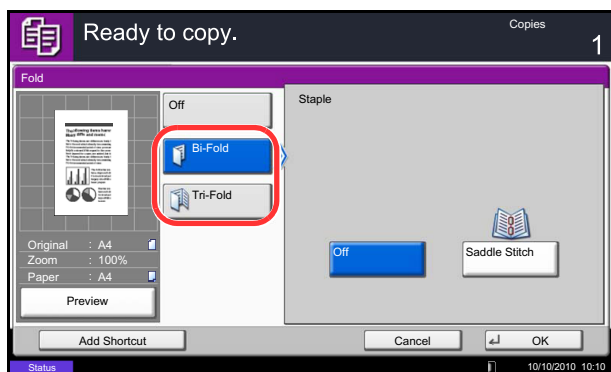 Ready to copy.
Copies
1
Fold
Off
Bi-Fold
Tri-Fold
Staple
Off
Saddle Stitch
Original : A4
Zoom : 100%
Paper : A4
Preview
Add Shortcut
Cancel
OK
Status
10/10/2010 10:10